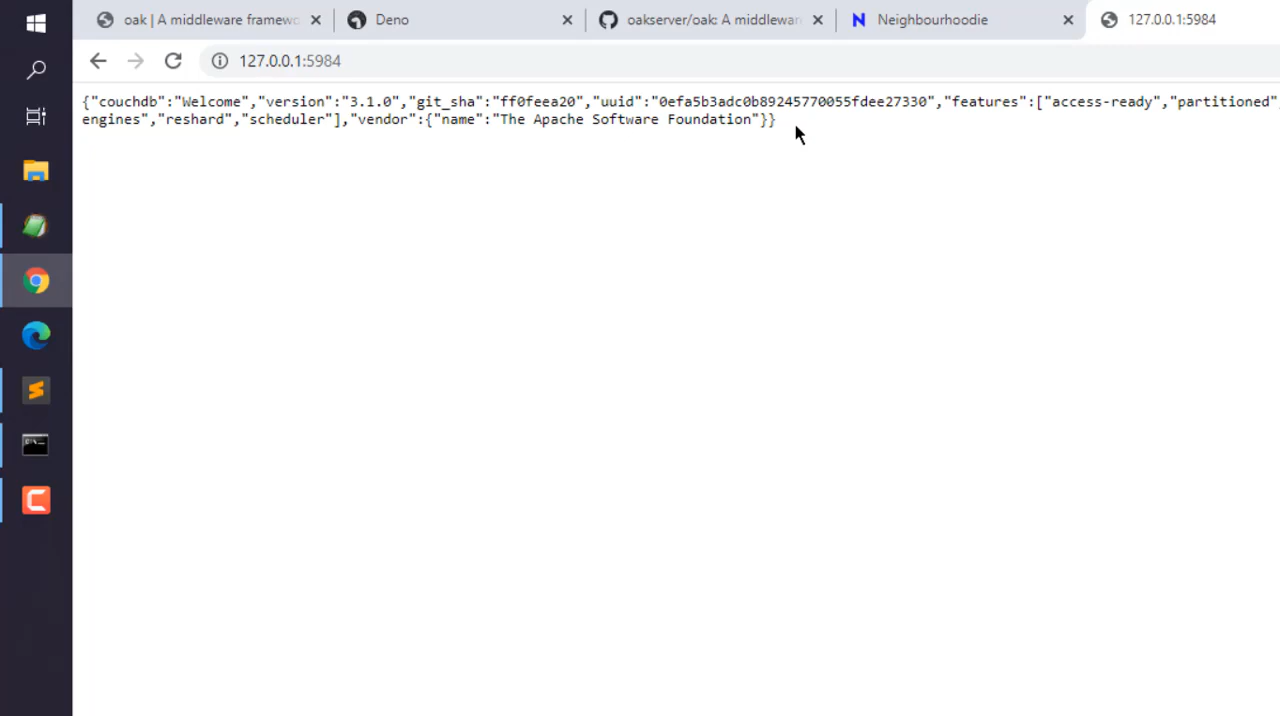 oak | A middleware framewo
Deno
oakserver/oak: A middlewar
Neighbourhoodie
127.0.0.1:5984
127.0.0.1:5984
{"couchdb":"Welcome","version":"3.1.0","git_sha":"ff0feea20","uuid":"0efa5b3adc0b89245770055fdee27330","features":["access-ready","partitioned",
engines","reshard","scheduler"],"vendor":{"name":"The Apache Software Foundation"}}